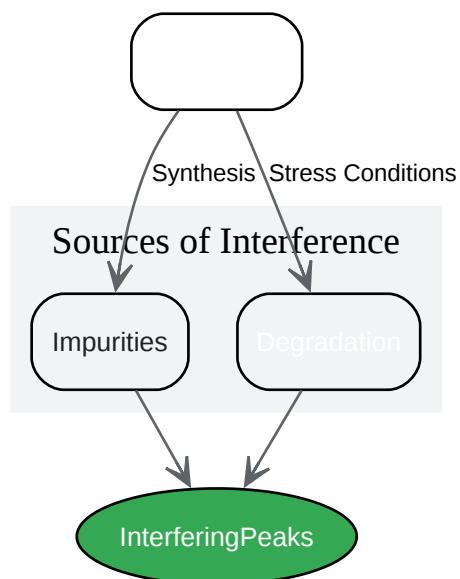 Synthesis
Stress Conditions
Sources of Interference
Impurities
Degradation
InterferingPeaks